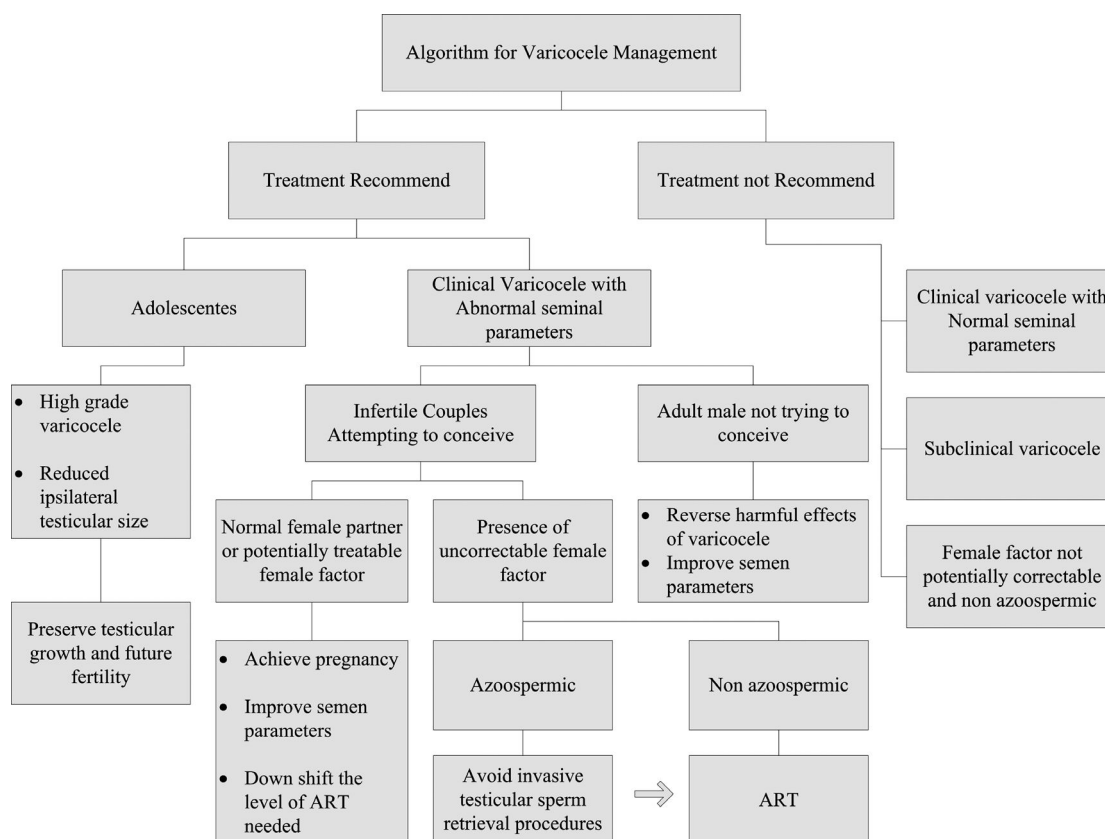 Algorithm for Varicocele Management
Treatment Recommend
Treatment not Recommend
Adolescentes
Clinical Varicocele with
Abnormal seminal
parameters
Clinical varicocele with
Normal seminal
parameters
• High grade
varicocele
• Reduced
ipsilateral
testicular size
Infertile Couples
Attempting to conceive
Adult male not trying to
conceive
Subclinical varicocele
Normal female partner
or potentially treatable
female factor
Presence of
uncorrectable female
factor
• Reverse harmful effects
of varicocele
• Improve semen
parameters
Female factor not
potentially correctable
and non azoospermic
Preserve testicular
growth and future
fertility
• Achieve pregnancy
• Improve semen
parameters
• Down shift the
level of ART
needed
Azoospermic
Non azoospermic
Avoid invasive
testicular sperm
retrieval procedures
ART